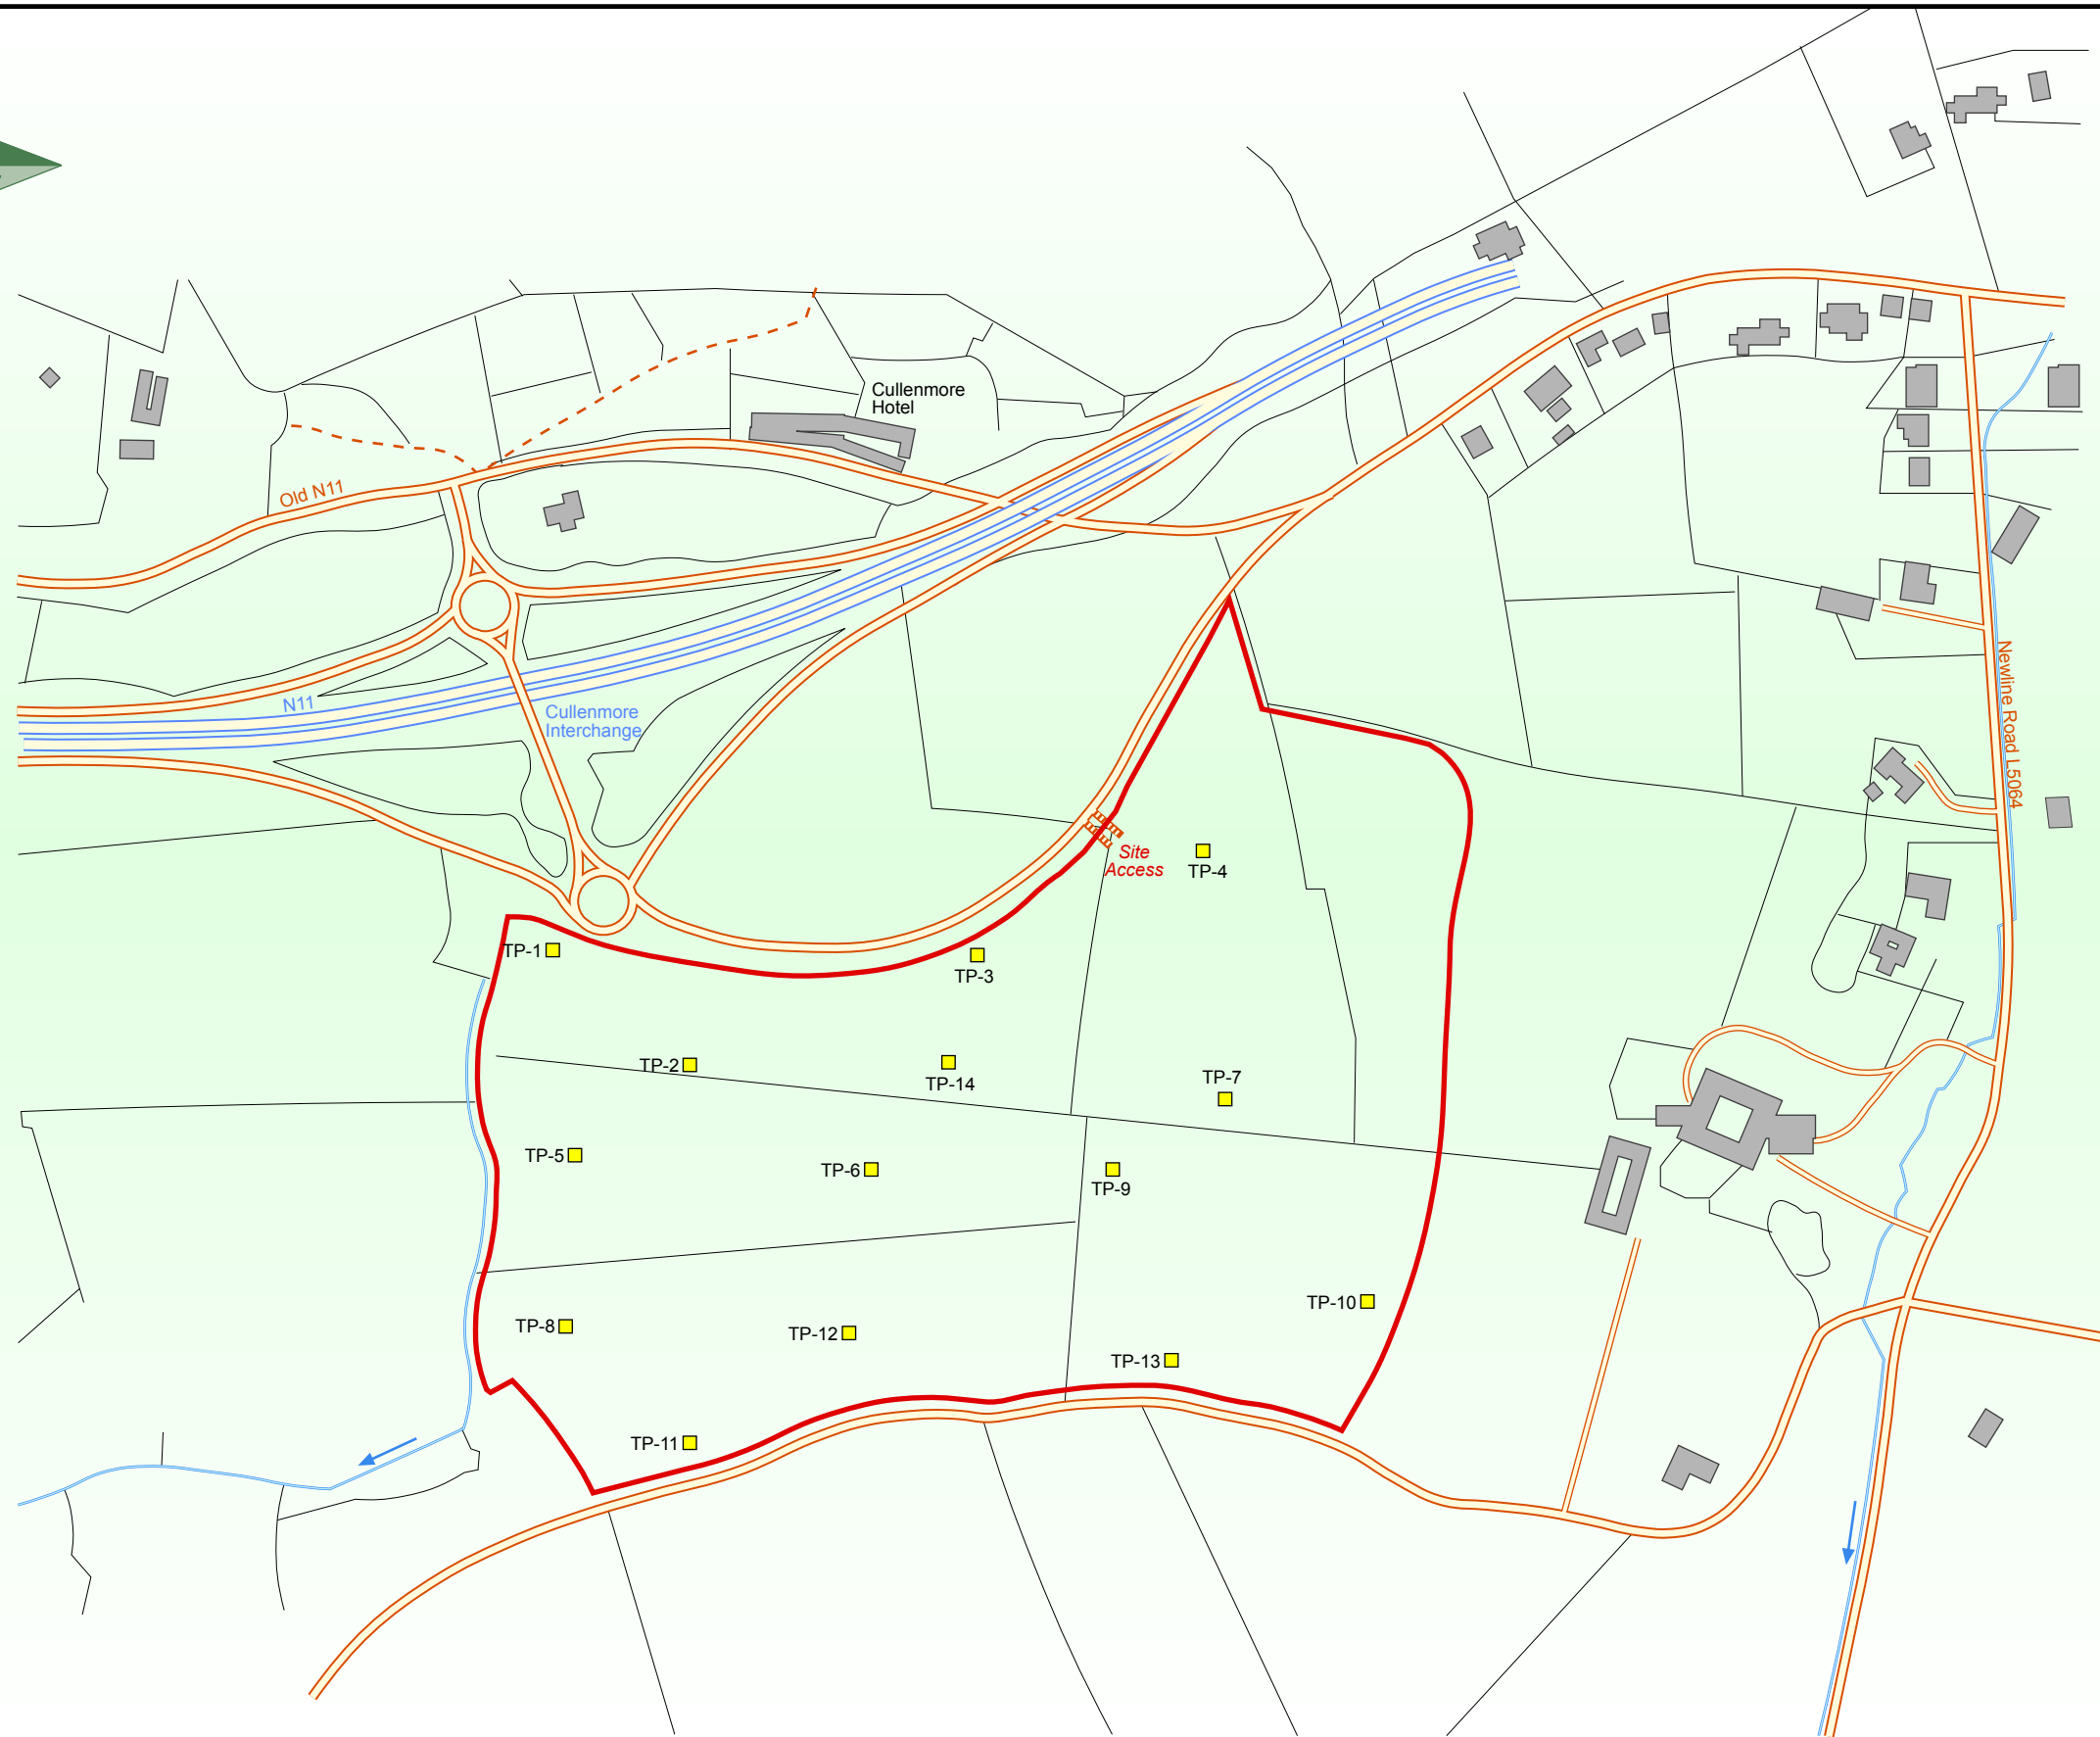 Cullenmore
Hotel
Old N11
N11
Cullenmore
Interchange
Newline Road L5064
Site
Access
TP-4
TP-1
TP-3
TP-2
TP-14
TP-7
TP-5
TP-6
TP-9
TP-10
TP-8
TP-12
TP-13
TP-11